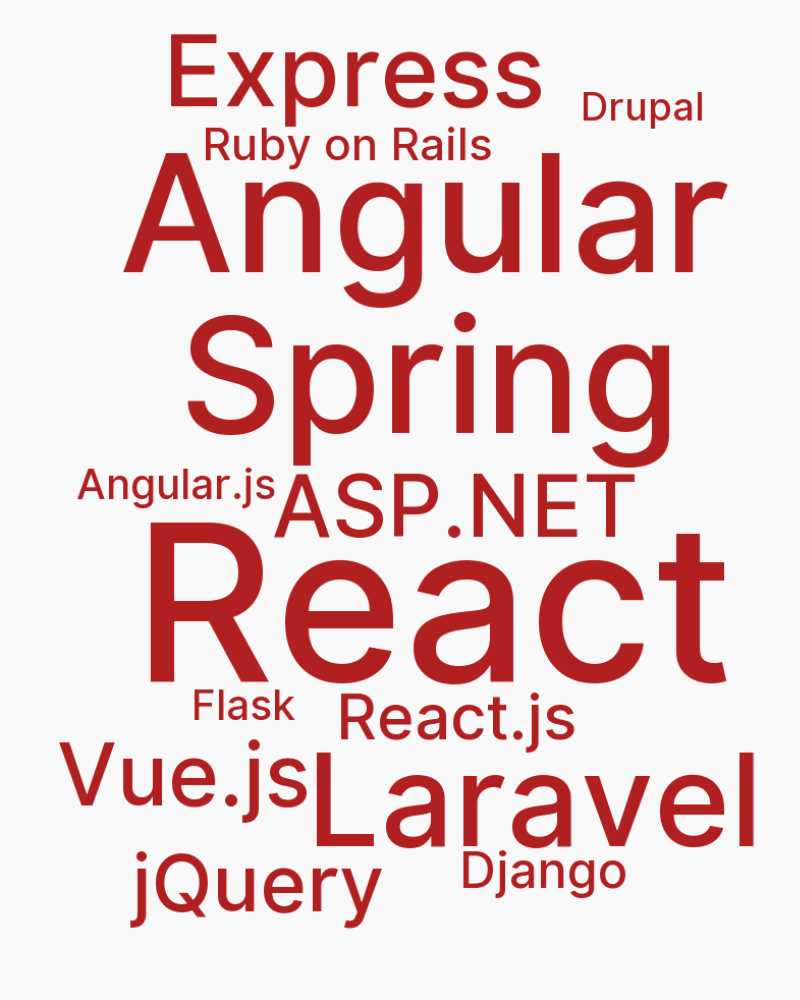 Express
Drupal
Ruby on Rails
Angular
Spring
Angular.js
ASP.NET
React
Flask
React.js
Vue.js
Laravel
jQuery
Django